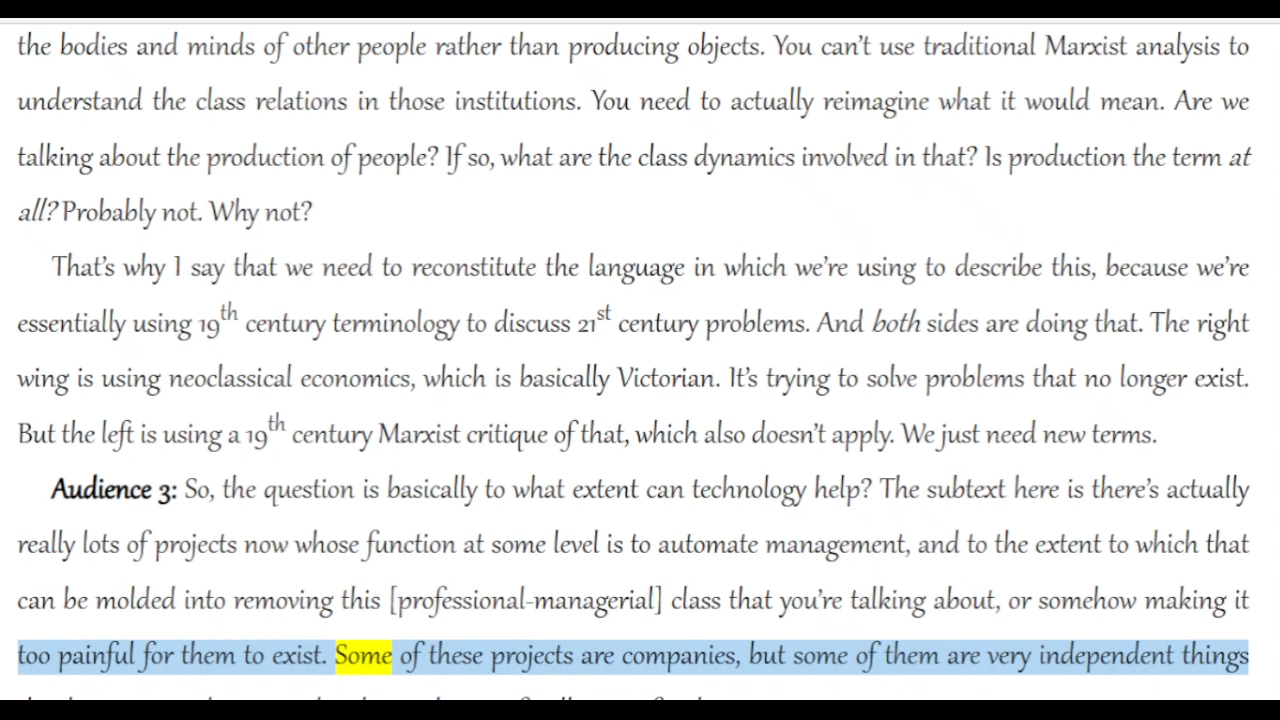 the bodies and minds of other people rather than producing objects. You can't use traditional Marxist analysis to
understand the class relations in those institutions. You need to actually reimagine what it would mean. Are we
talking about the production of people? If so, what are the class dynamics involved in that? Is production the term at
all? Probably not. Why not?
That's why I say that we need to reconstitute the language in which we're using to describe this, because we're
essentially using 19th century terminology to discuss 21st century problems. And both sides are doing that. The right
wing is using neoclassical economics, which is basically Victorian. It's trying to solve problems that no longer exist.
But the left is using a 19th century Marxist critique of that, which also doesn't apply. We just need new terms.
Audience 3: So, the question is basically to what extent can technology help? The subtext here is there's actually
really lots of projects now whose function at some level is to automate management, and to the extent to which that
can be molded into removing this [professional-managerial] class that you're talking about, or somehow making it
too painful for them to exist. Some of these projects are companies, but some of them are very independent things